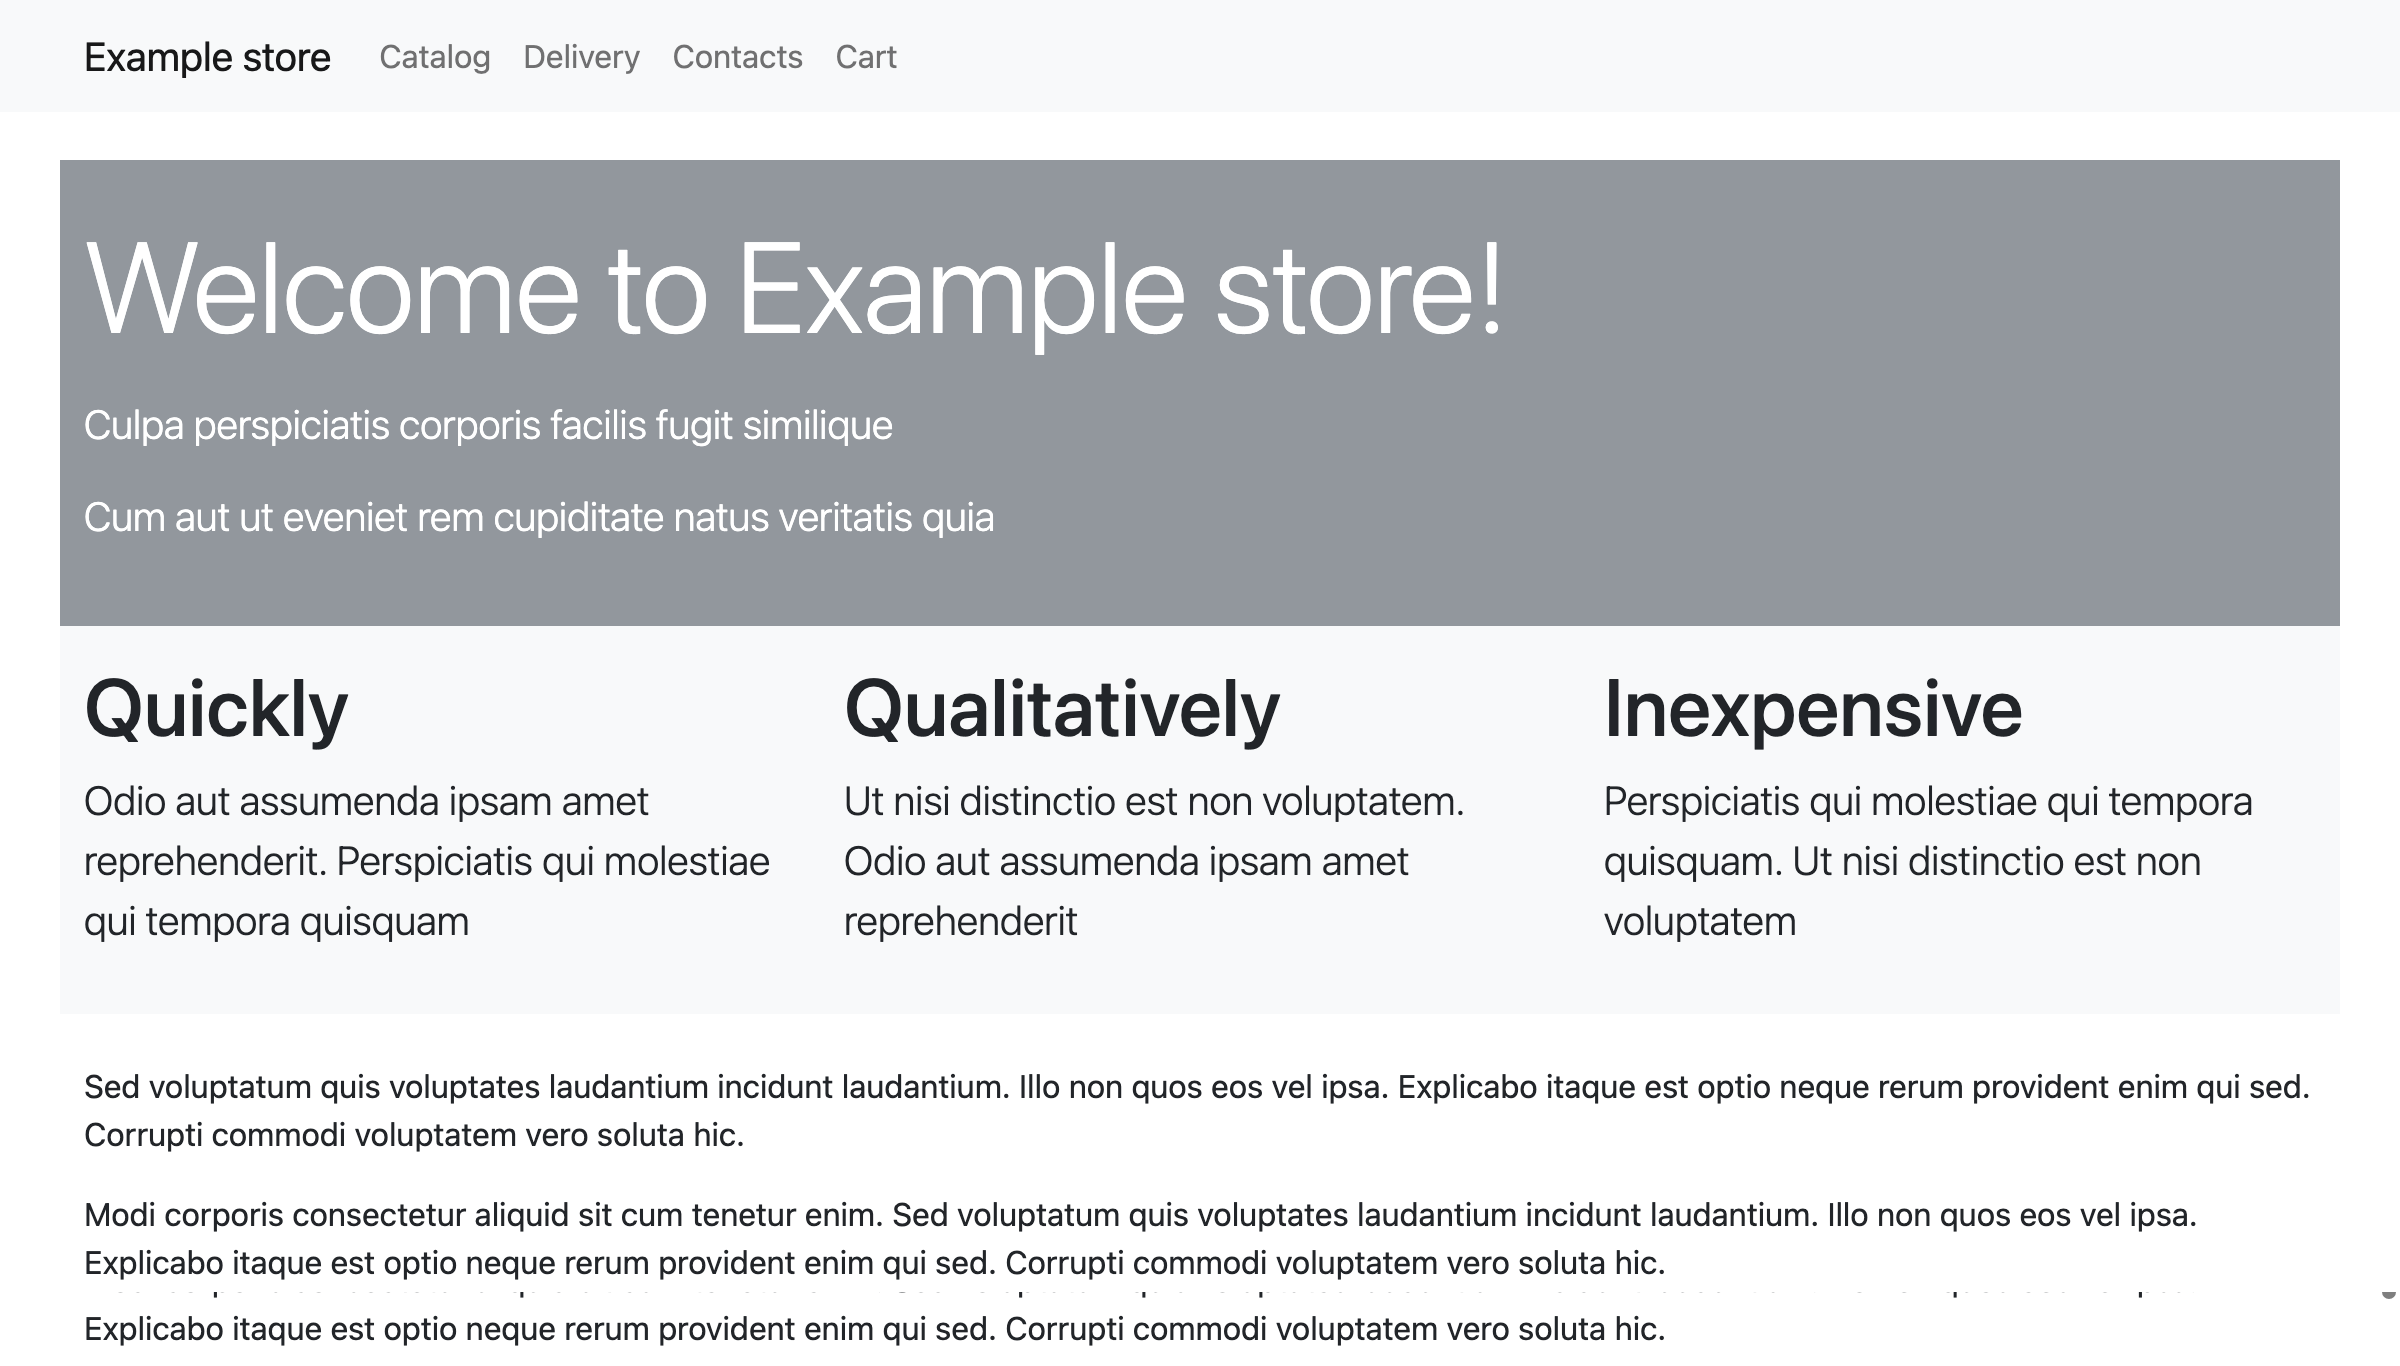 Example store Catalog Delivery Contacts Cart
Welcome to Example store!
Culpa perspiciatis corporis facilis fugit similique
Cum aut ut eveniet rem cupiditate natus veritatis quia
Quickly
Odio aut assumenda ipsam amet
reprehenderit. Perspiciatis qui molestiae
qui tempora quisquam
Qualitatively
Ut nisi distinctio est non voluptatem.
Odio aut assumenda ipsam amet
reprehenderit
Inexpensive
Perspiciatis qui molestiae qui tempora
quisquam. Ut nisi distinctio est non
voluptatem
Sed voluptatum quis voluptates laudantium incidunt laudantium. Illo non quos eos vel ipsa. Explicabo itaque est optio neque rerum provident enim qui sed.
Corrupti commodi voluptatem vero soluta hic.
Modi corporis consectetur aliquid sit cum tenetur enim. Sed voluptatum quis voluptates laudantium incidunt laudantium. Illo non quos eos vel ipsa.
Explicabo itaque est optio neque rerum provident enim qui sed. Corrupti commodi voluptatem vero soluta hic.
Explicabo itaque est optio neque rerum provident enim qui sed. Corrupti commodi voluptatem vero soluta hic.